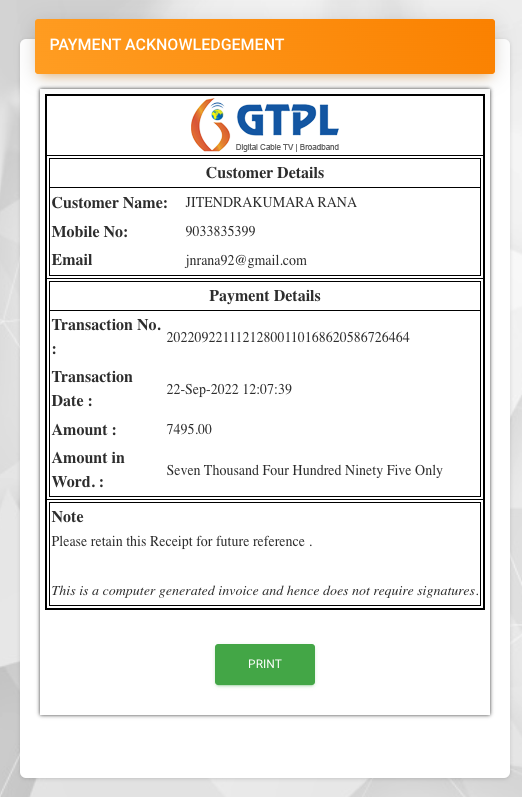 PAYMENT ACKNOWLEDGEMENT
GTPL
Digital Cable TV | Broadband
Customer Details
Customer Name: JITENDRAKUMARA RANA
Mobile No: 9033835399
Email jnrana92@gmail.com
Payment Details
Transaction No. : 20220922111212800110168620586726464
Transaction Date : 22-Sep-2022 12:07:39
Amount : 7495.00
Amount in Word. : Seven Thousand Four Hundred Ninety Five Only
Note
Please retain this Receipt for future reference .
This is a computer generated invoice and hence does not require signatures.
PRINT